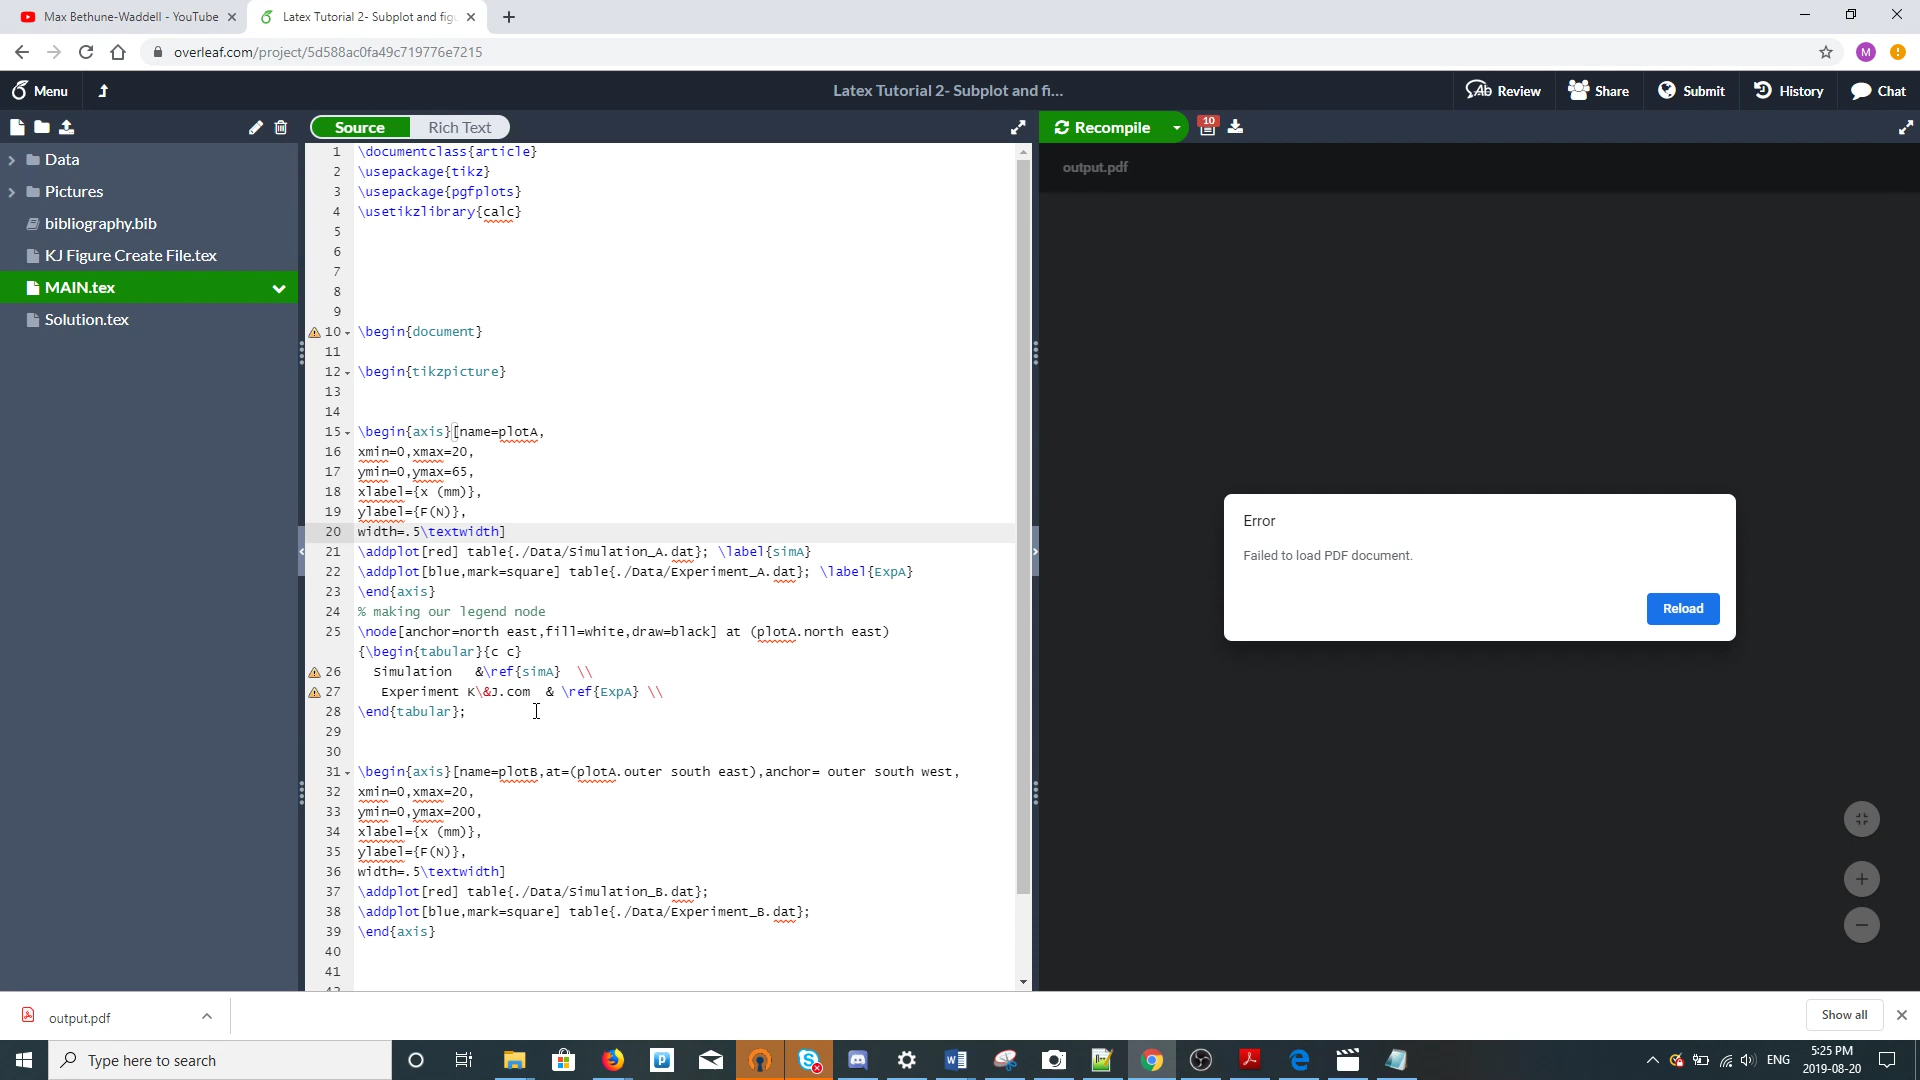 Max Bethune-Waddell - YouTube
Latex Tutorial 2- Subplot and figu
overleaf.com/project/5d588ac0fa49c719776e7215
M
Menu
Latex Tutorial 2- Subplot and fi...
Review
Share
Submit
History
Chat
Source
Rich Text
Recompile
10
Data
Pictures
bibliography.bib
KJ Figure Create File.tex
MAIN.tex
Solution.tex
1 \documentclass{article}
2 \usepackage{tikz}
3 \usepackage{pgfplots}
4 \usetikzlibrary{calc}
5
6
7
8
9
10 \begin{document}
11
12 \begin{tikzpicture}
13
14
15 \begin{axis}[name=plotA,
16 xmin=0,xmax=20,
17 ymin=0,ymax=65,
18 xlabel={x (mm)},
19 ylabel={F(N)},
20 width=.5\textwidth]
21 \addplot[red] table{./Data/Simulation_A.dat}; \label{simA}
22 \addplot[blue,mark=square] table{./Data/Experiment_A.dat}; \label{ExpA}
23 \end{axis}
24 % making our legend node
25 \node[anchor=north east,fill=white,draw=black] at (plotA.north east)
{\begin{tabular}{c c}
26 Simulation &\ref{simA} \\
27 Experiment K\&J.com & \ref{ExpA} \\
28 \end{tabular};
29
30
31 \begin{axis}[name=plotB,at=(plotA.outer south east),anchor= outer south west,
32 xmin=0,xmax=20,
33 ymin=0,ymax=200,
34 xlabel={x (mm)},
35 ylabel={F(N)},
36 width=.5\textwidth]
37 \addplot[red] table{./Data/Simulation_B.dat};
38 \addplot[blue,mark=square] table{./Data/Experiment_B.dat};
39 \end{axis}
40
41
output.pdf
Error
Failed to load PDF document.
Reload
output.pdf
Show all
Type here to search
ENG
5:25 PM
2019-08-20